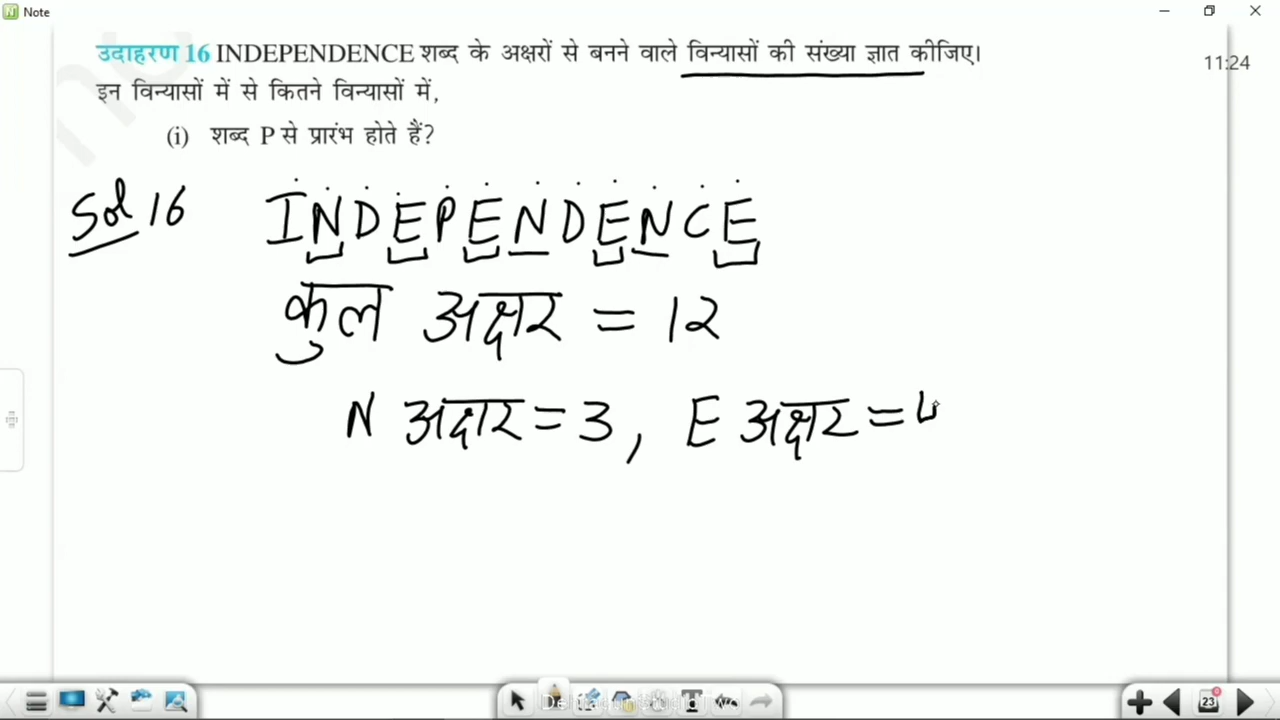 Note
उदाहरण 16 INDEPENDENCE शब्द के अक्षरों से बनने वाले विन्यासों की संख्या ज्ञात कीजिए।
11:24
इन विन्यासों में से कितने विन्यासों में,
(i) शब्द P से प्रारंभ होते हैं?
Sol 16 INDEPENDENCE
कुल अक्षर = 12
N अक्षर = 3, E अक्षर = 4
23